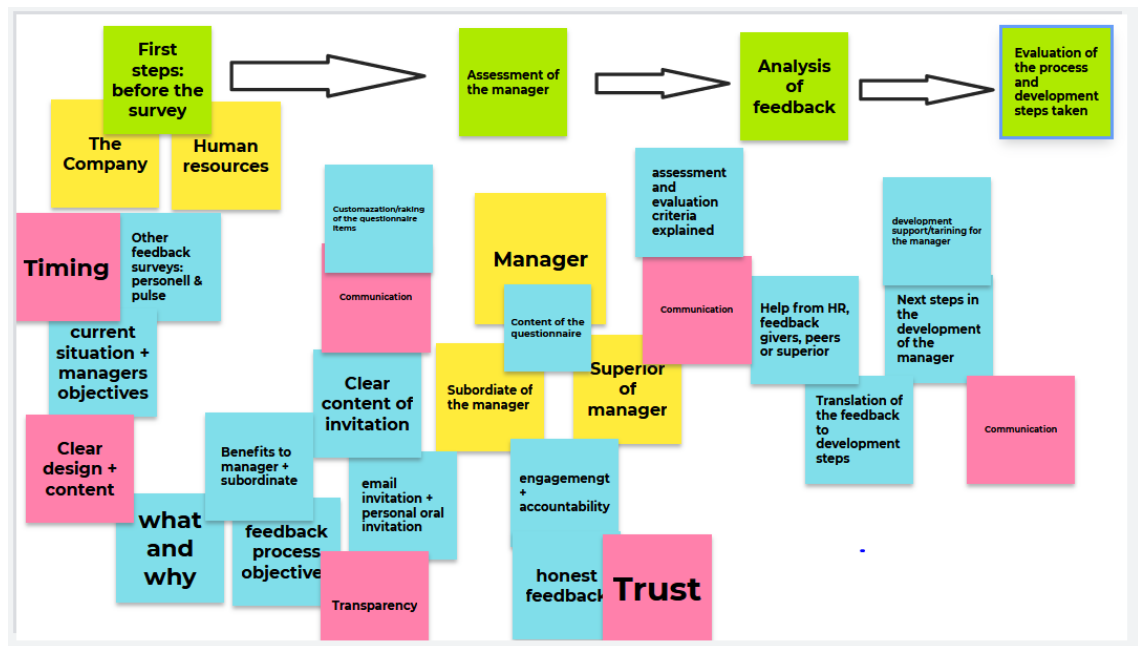 First
steps:
before the
survey
Assessment of
the manager
Analysis
of
feedback
Evaluation of
the process
and
development
steps taken
The
Company
Human
resources
Timing
Other
feedback
surveys:
personell &
pulse
current
situation +
managers
objectives
Clear
design +
content
what
and
why
Benefits to
manager +
subordinate
feedback
process
objective
Customazation/raking
of the questionnaire
items
Communication
Clear
content of
invitation
email
invitation +
personal oral
invitation
Transparency
Manager
Content of the
questionnaire
Subordiate of
the manager
Superior
of
manager
engagemengt
+
accountability
honest
feedback
Trust
assessment
and
evaluation
criteria
explained
Communication
Help from HR,
feedback
givers, peers
or superior
development
support/tarining for
the manager
Next steps in
the
development
of the
manager
Translation of
the feedback
to
development
steps
Communication